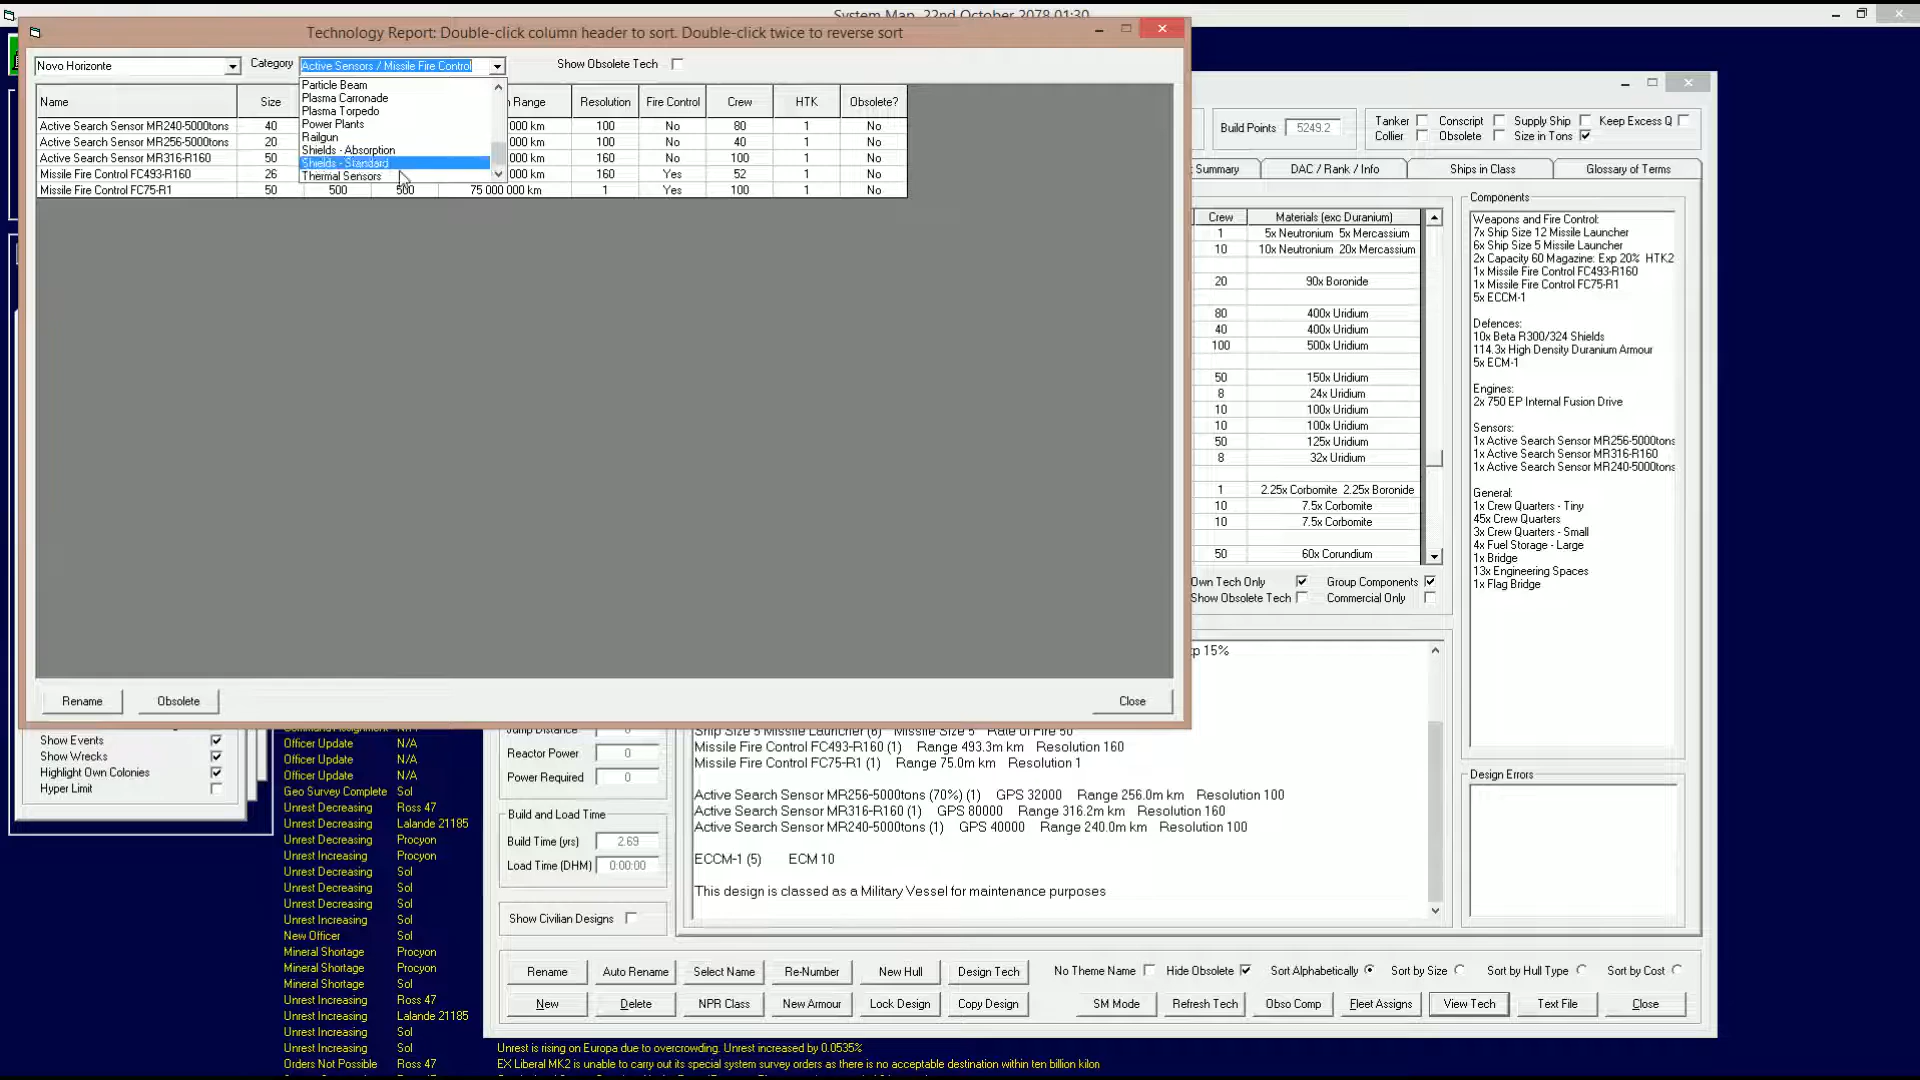 System Map 22nd October 2078 01:30
Technology Report: Double-click column header to sort. Double-click twice to reverse sort
Novo Horizonte
Category
Active Sensors / Missile Fire Control
Show Obsolete Tech
Particle Beam
Plasma Carronade
Plasma Torpedo
Power Plants
Railgun
Shields - Absorption
Shields - Standard
Thermal Sensors
Name Size Range Resolution Fire Control Crew HTK Obsolete?
Active Search Sensor MR240-5000tons 40 000 km 100 No 80 1 No
Active Search Sensor MR256-5000tons 20 000 km 100 No 40 1 No
Active Search Sensor MR316-R160 50 000 km 160 No 100 1 No
Missile Fire Control FC493-R160 26 000 km 160 Yes 52 1 No
Missile Fire Control FC75-R1 50 500 500 75 000 000 km 1 Yes 100 1 No
Rename
Obsolete
Close
Build Points 5249.2
Tanker Conscript Supply Ship Keep Excess Q
Collier Obsolete Size in Tons
Summary
DAC / Rank / Info
Ships in Class
Glossary of Terms
Crew Materials (exc Duranium)
1 5x Neutronium 5x Mercassium
10 10x Neutronium 20x Mercassium
20 90x Boronide
80 400x Uridium
40 400x Uridium
100 500x Uridium
50 150x Uridium
8 24x Uridium
10 100x Uridium
10 100x Uridium
50 125x Uridium
8 32x Uridium
1 2.25x Corbomite 2.25x Boronide
10 7.5x Corbomite
10 7.5x Corbomite
50 60x Corundium
Own Tech Only Group Components
Show Obsolete Tech Commercial Only
Components
Weapons and Fire Control:
7x Ship Size 12 Missile Launcher
6x Ship Size 5 Missile Launcher
2x Capacity 60 Magazine: Exp 20% HTK2
1x Missile Fire Control FC493-R160
1x Missile Fire Control FC75-R1
5x ECCM-1
Defences:
10x Beta R300/324 Shields
114.3x High Density Duranium Armour
5x ECM-1
Engines:
2x 750 EP Internal Fusion Drive
Sensors:
1x Active Search Sensor MR256-5000tons
1x Active Search Sensor MR316-R160
1x Active Search Sensor MR240-5000tons
General:
1x Crew Quarters - Tiny
45x Crew Quarters
3x Crew Quarters - Small
4x Fuel Storage - Large
1x Bridge
13x Engineering Spaces
1x Flag Bridge
Design Errors
15%
Ship Size 5 Missile Launcher (6) Missile Size 5 Rate of Fire 50
Missile Fire Control FC493-R160 (1) Range 493.3m km Resolution 160
Missile Fire Control FC75-R1 (1) Range 75.0m km Resolution 1
Active Search Sensor MR256-5000tons (70%) (1) GPS 32000 Range 256.0m km Resolution 100
Active Search Sensor MR316-R160 (1) GPS 80000 Range 316.2m km Resolution 160
Active Search Sensor MR240-5000tons (1) GPS 40000 Range 240.0m km Resolution 100
ECCM-1 (5) ECM 10
This design is classed as a Military Vessel for maintenance purposes
Jump Distance 0
Reactor Power 0
Power Required 0
Build and Load Time
Build Time (yrs) 2.69
Load Time (DHM) 0:00:00
Show Civilian Designs
Show Events
Show Wrecks
Highlight Own Colonies
Hyper Limit
Officer Update N/A
Officer Update N/A
Officer Update N/A
Geo Survey Complete Sol
Unrest Decreasing Ross 47
Unrest Decreasing Lalande 21185
Unrest Decreasing Procyon
Unrest Increasing Procyon
Unrest Decreasing Sol
Unrest Decreasing Sol
Unrest Decreasing Sol
Unrest Increasing Sol
New Officer Sol
Mineral Shortage Procyon
Mineral Shortage Procyon
Mineral Shortage Sol
Unrest Increasing Ross 47
Unrest Increasing Lalande 21185
Unrest Increasing Sol
Unrest Increasing Sol Unrest is rising on Europa due to overcrowding. Unrest increased by 0.0535%
Orders Not Possible Ross 47 EX Liberal MK2 is unable to carry out its special system survey orders as there is no acceptable destination within ten billion kilon
Rename Auto Rename Select Name Re-Number New Hull Design Tech No Theme Name Hide Obsolete Sort Alphabetically Sort by Size Sort by Hull Type Sort by Cost
New Delete NPR Class New Armour Lock Design Copy Design SM Mode Refresh Tech Obso Comp Fleet Assigns View Tech Text File Close